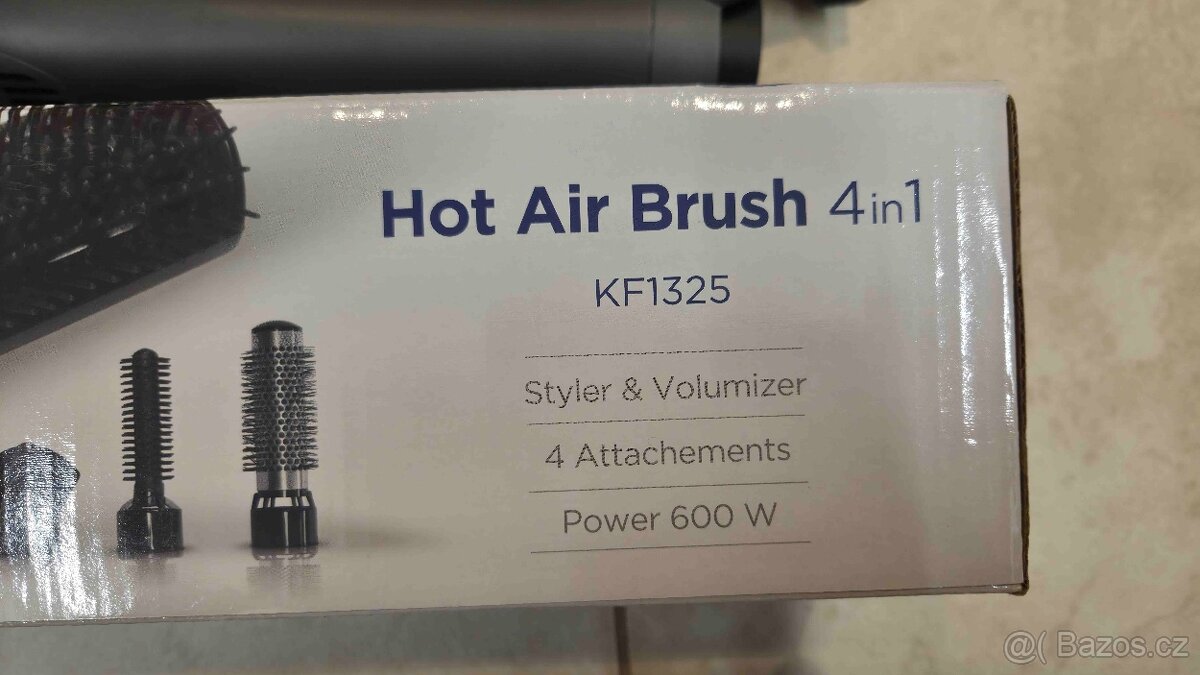 Hot Air Brush 4in1
KF1325
Styler & Volumizer
4 Attachements
Power 600 W
@( Bazos.cz